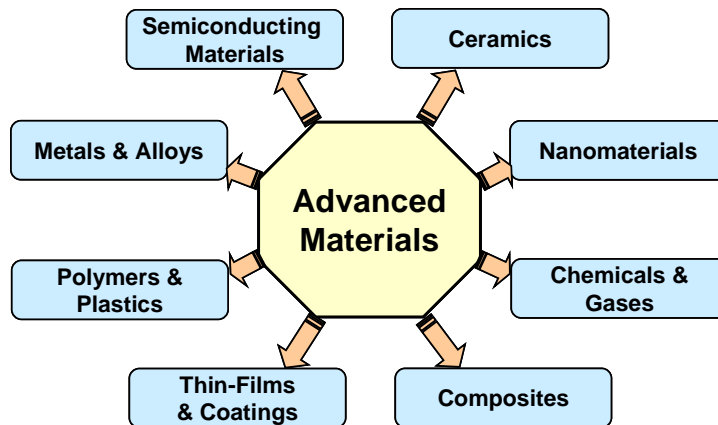 Semiconducting
Materials
Ceramics
Metals & Alloys
Nanomaterials
Advanced
Materials
Polymers &
Plastics
Chemicals &
Gases
Thin-Films
& Coatings
Composites